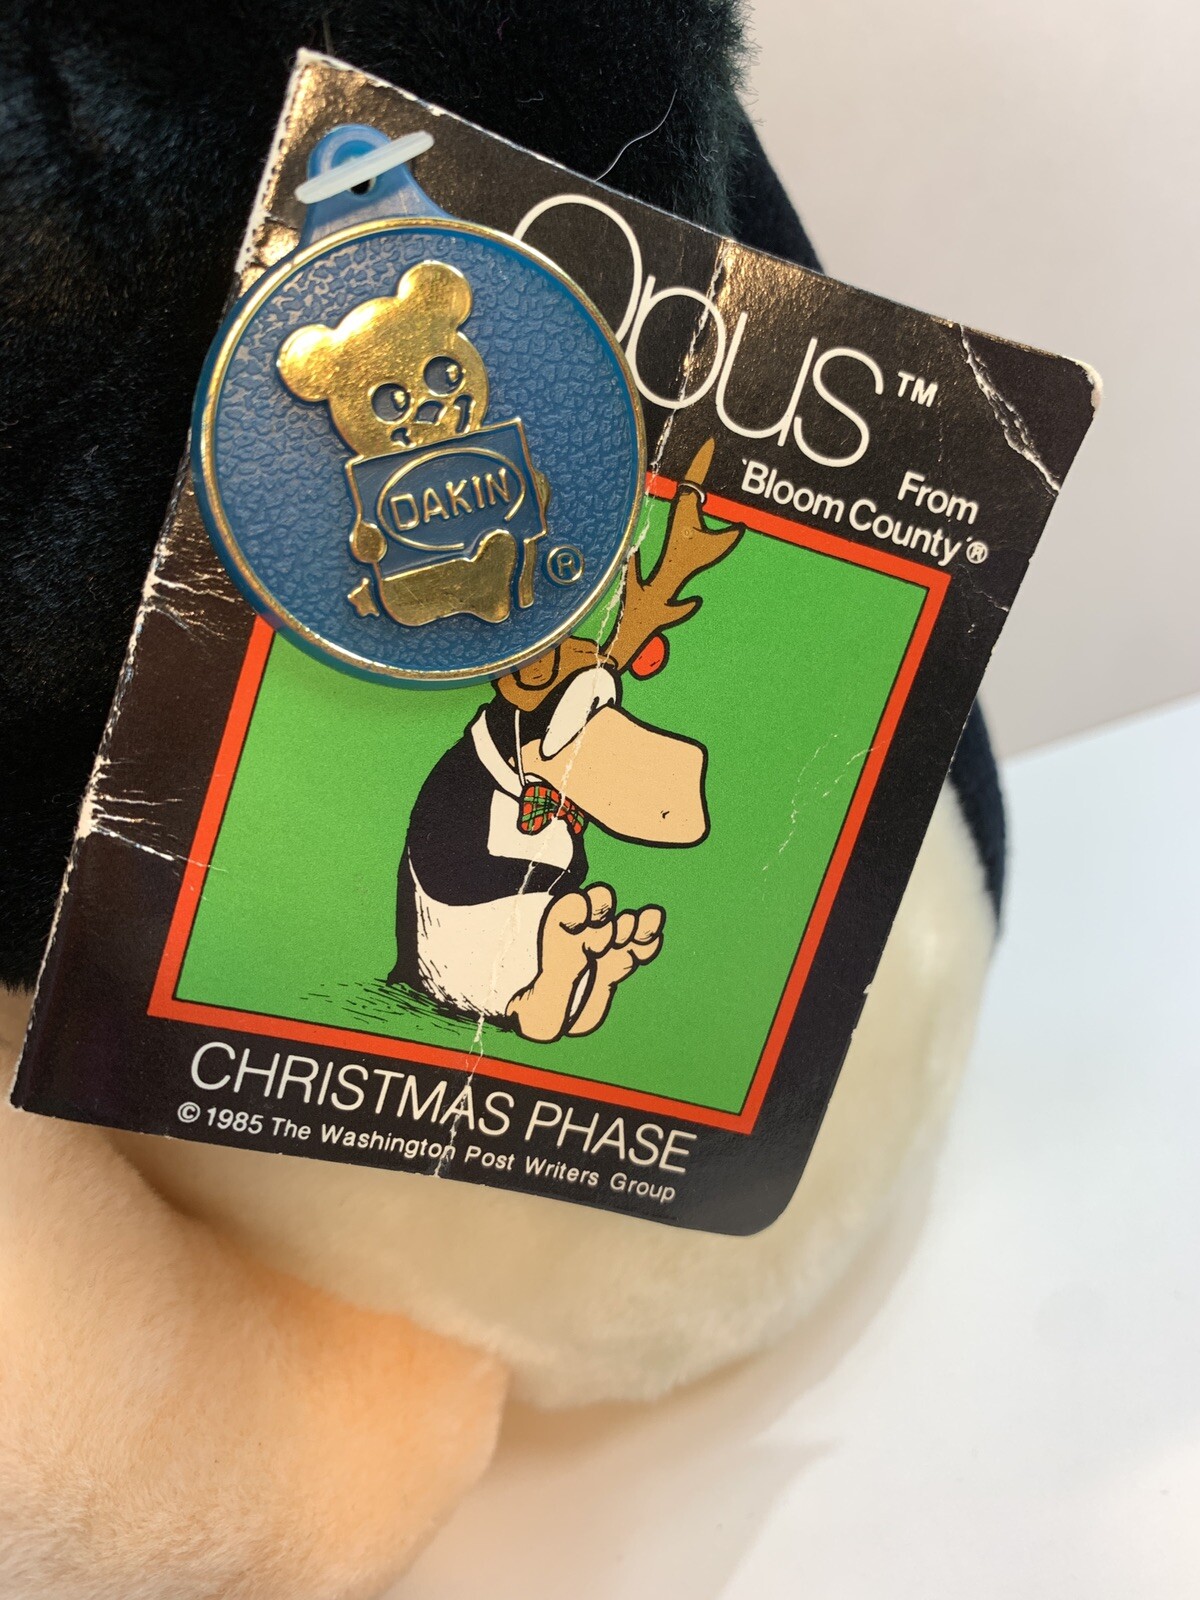 Opus™
From
'Bloom County'®
DAKIN
®
CHRISTMAS PHASE
© 1985 The Washington Post Writers Group